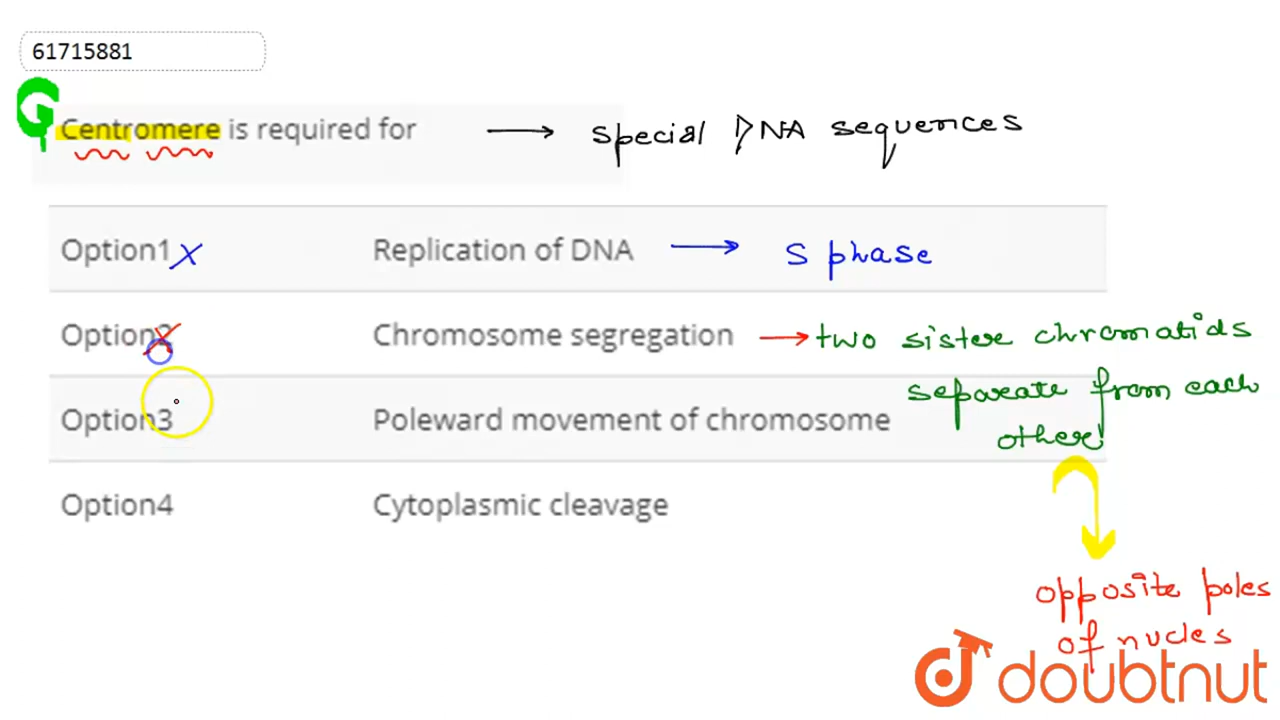 61715881
G
Centromere is required for → special DNA sequences
Option1 X Replication of DNA → S phase
Option2 X Chromosome segregation → two sister chromatids
separate from each
other
Option3 Poleward movement of chromosome
Option4 Cytoplasmic cleavage
opposite poles
of nucles
doubtnut